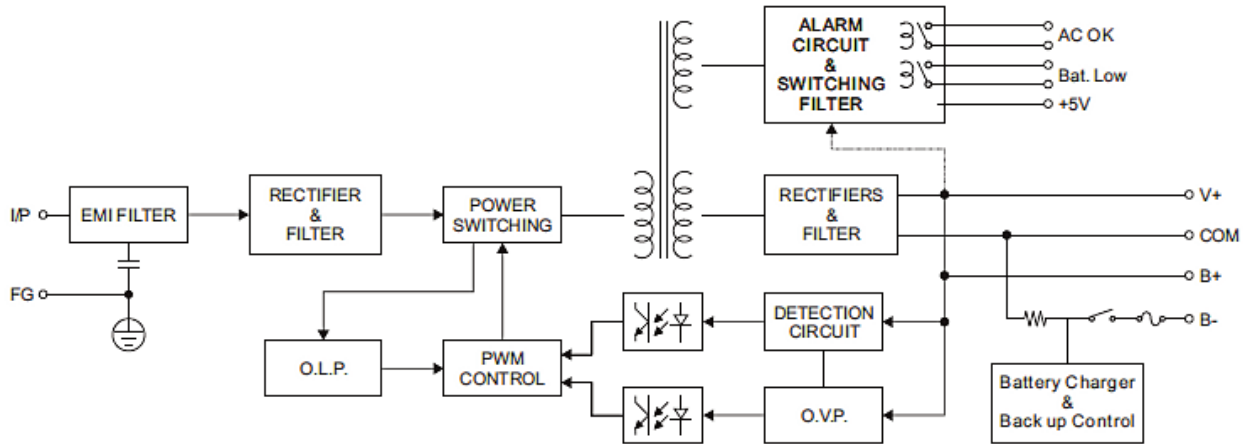 ALARM
CIRCUIT
&
SWITCHING
FILTER
AC OK
Bat. Low
+5V
I/P
EMI FILTER
RECTIFIER
&
FILTER
POWER
SWITCHING
RECTIFIERS
&
FILTER
V+
COM
B+
B-
FG
O.L.P.
PWM
CONTROL
DETECTION
CIRCUIT
O.V.P.
Battery Charger
&
Back up Control